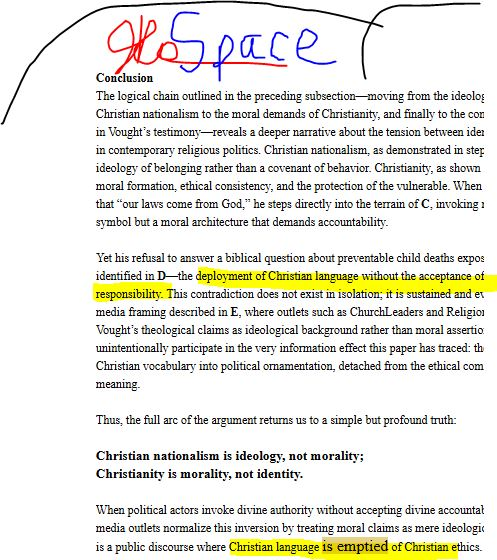 Space
Conclusion
The logical chain outlined in the preceding subsection—moving from the ideolog
Christian nationalism to the moral demands of Christianity, and finally to the con
in Vought’s testimony—reveals a deeper narrative about the tension between ide
in contemporary religious politics. Christian nationalism, as demonstrated in step
ideology of belonging rather than a covenant of behavior. Christianity, as shown
moral formation, ethical consistency, and the protection of the vulnerable. When
that “our laws come from God,” he steps directly into the terrain of C, invoking
symbol but a moral architecture that demands accountability.
Yet his refusal to answer a biblical question about preventable child deaths expos
identified in D—the deployment of Christian language without the acceptance of
responsibility. This contradiction does not exist in isolation; it is sustained and ev
media framing described in E, where outlets such as ChurchLeaders and Religion
Vought’s theological claims as ideological background rather than moral assertio
unintentionally participate in the very information effect this paper has traced: th
Christian vocabulary into political ornamentation, detached from the ethical com
meaning.
Thus, the full arc of the argument returns us to a simple but profound truth:
Christian nationalism is ideology, not morality;
Christianity is morality, not identity.
When political actors invoke divine authority without accepting divine accountab
media outlets normalize this inversion by treating moral claims as mere ideologic
is a public discourse where Christian language is emptied of Christian ethics.